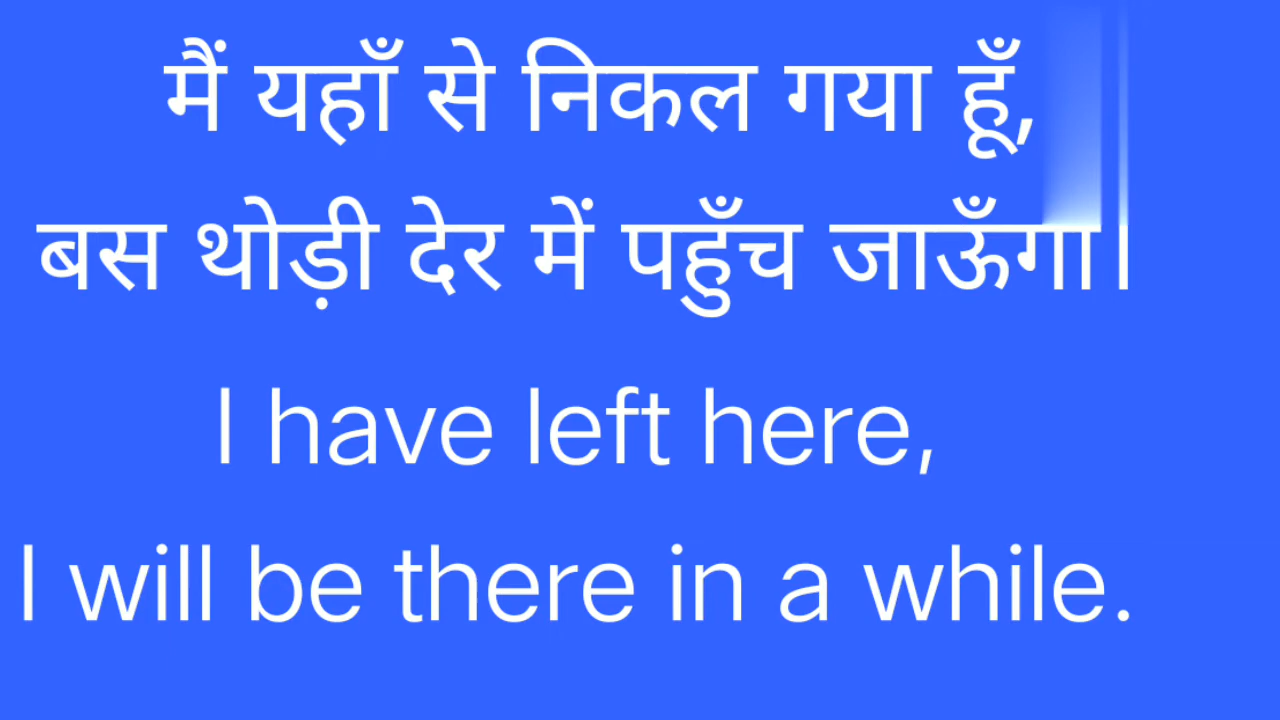 मैं यहाँ से निकल गया हूँ,
बस थोड़ी देर में पहुँच जाऊँगा।
I have left here,
I will be there in a while.